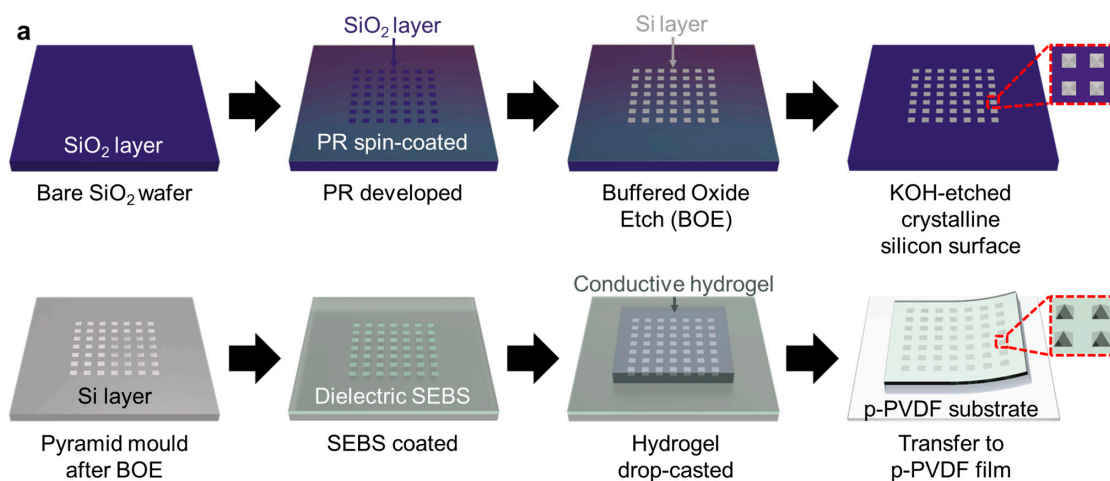 a
SiO₂ layer
Si layer
SiO₂ layer
PR spin-coated
Bare SiO₂ wafer
PR developed
Buffered Oxide
Etch (BOE)
KOH-etched
crystalline
silicon surface
Conductive hydrogel
Si layer
Dielectric SEBS
p-PVDF substrate
Pyramid mould
after BOE
SEBS coated
Hydrogel
drop-casted
Transfer to
p-PVDF film